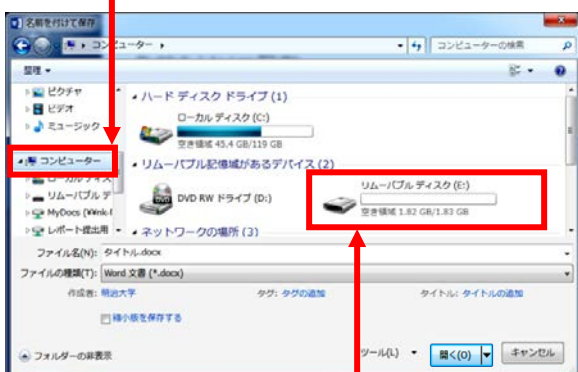 名前を付けて保存
コンピューター
コンピューターの検索
整理
ピクチャ
ビデオ
ミュージック
コンピューター
リムーバブル デ
MyDocs
レポート提出用
ハード ディスク ドライブ (1)
ローカル ディスク (C:)
空き領域 45.4 GB/119 GB
リムーバブル記憶域があるデバイス (2)
DVD RW ドライブ (D:)
リムーバブル ディスク (E:)
空き領域 1.82 GB/1.83 GB
ネットワークの場所 (3)
ファイル名(N): タイトル.docx
ファイルの種類(T): Word 文書 (*.docx)
作成者: 明治大学 タグ: タグの追加 タイトル: タイトルの追加
縮小版を保存する
フォルダーの非表示
ツール(L) 開く(O) キャンセル